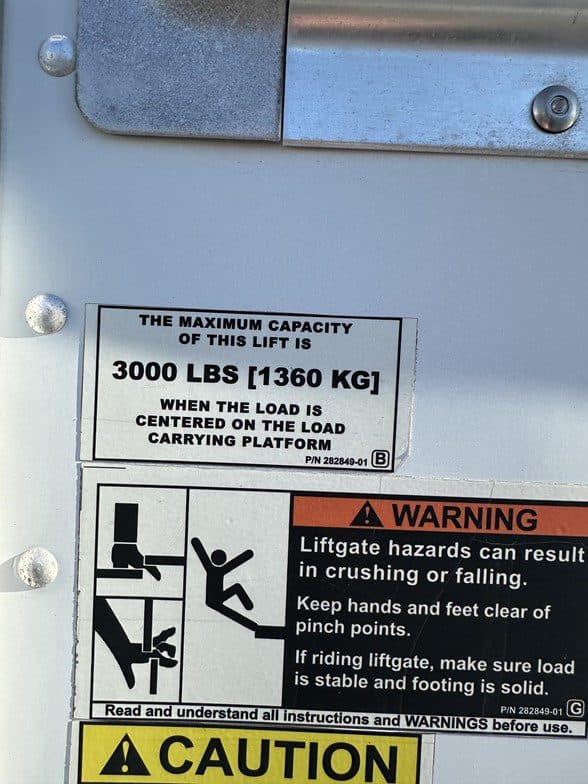 THE MAXIMUM CAPACITY
OF THIS LIFT IS
3000 LBS [1360 KG]
WHEN THE LOAD IS
CENTERED ON THE LOAD
CARRYING PLATFORM
P/N 282849-01 B
WARNING
Liftgate hazards can result
in crushing or falling.
Keep hands and feet clear of
pinch points.
If riding liftgate, make sure load
is stable and footing is solid.
P/N 282849-01 G
Read and understand all instructions and WARNINGS before use.
CAUTION